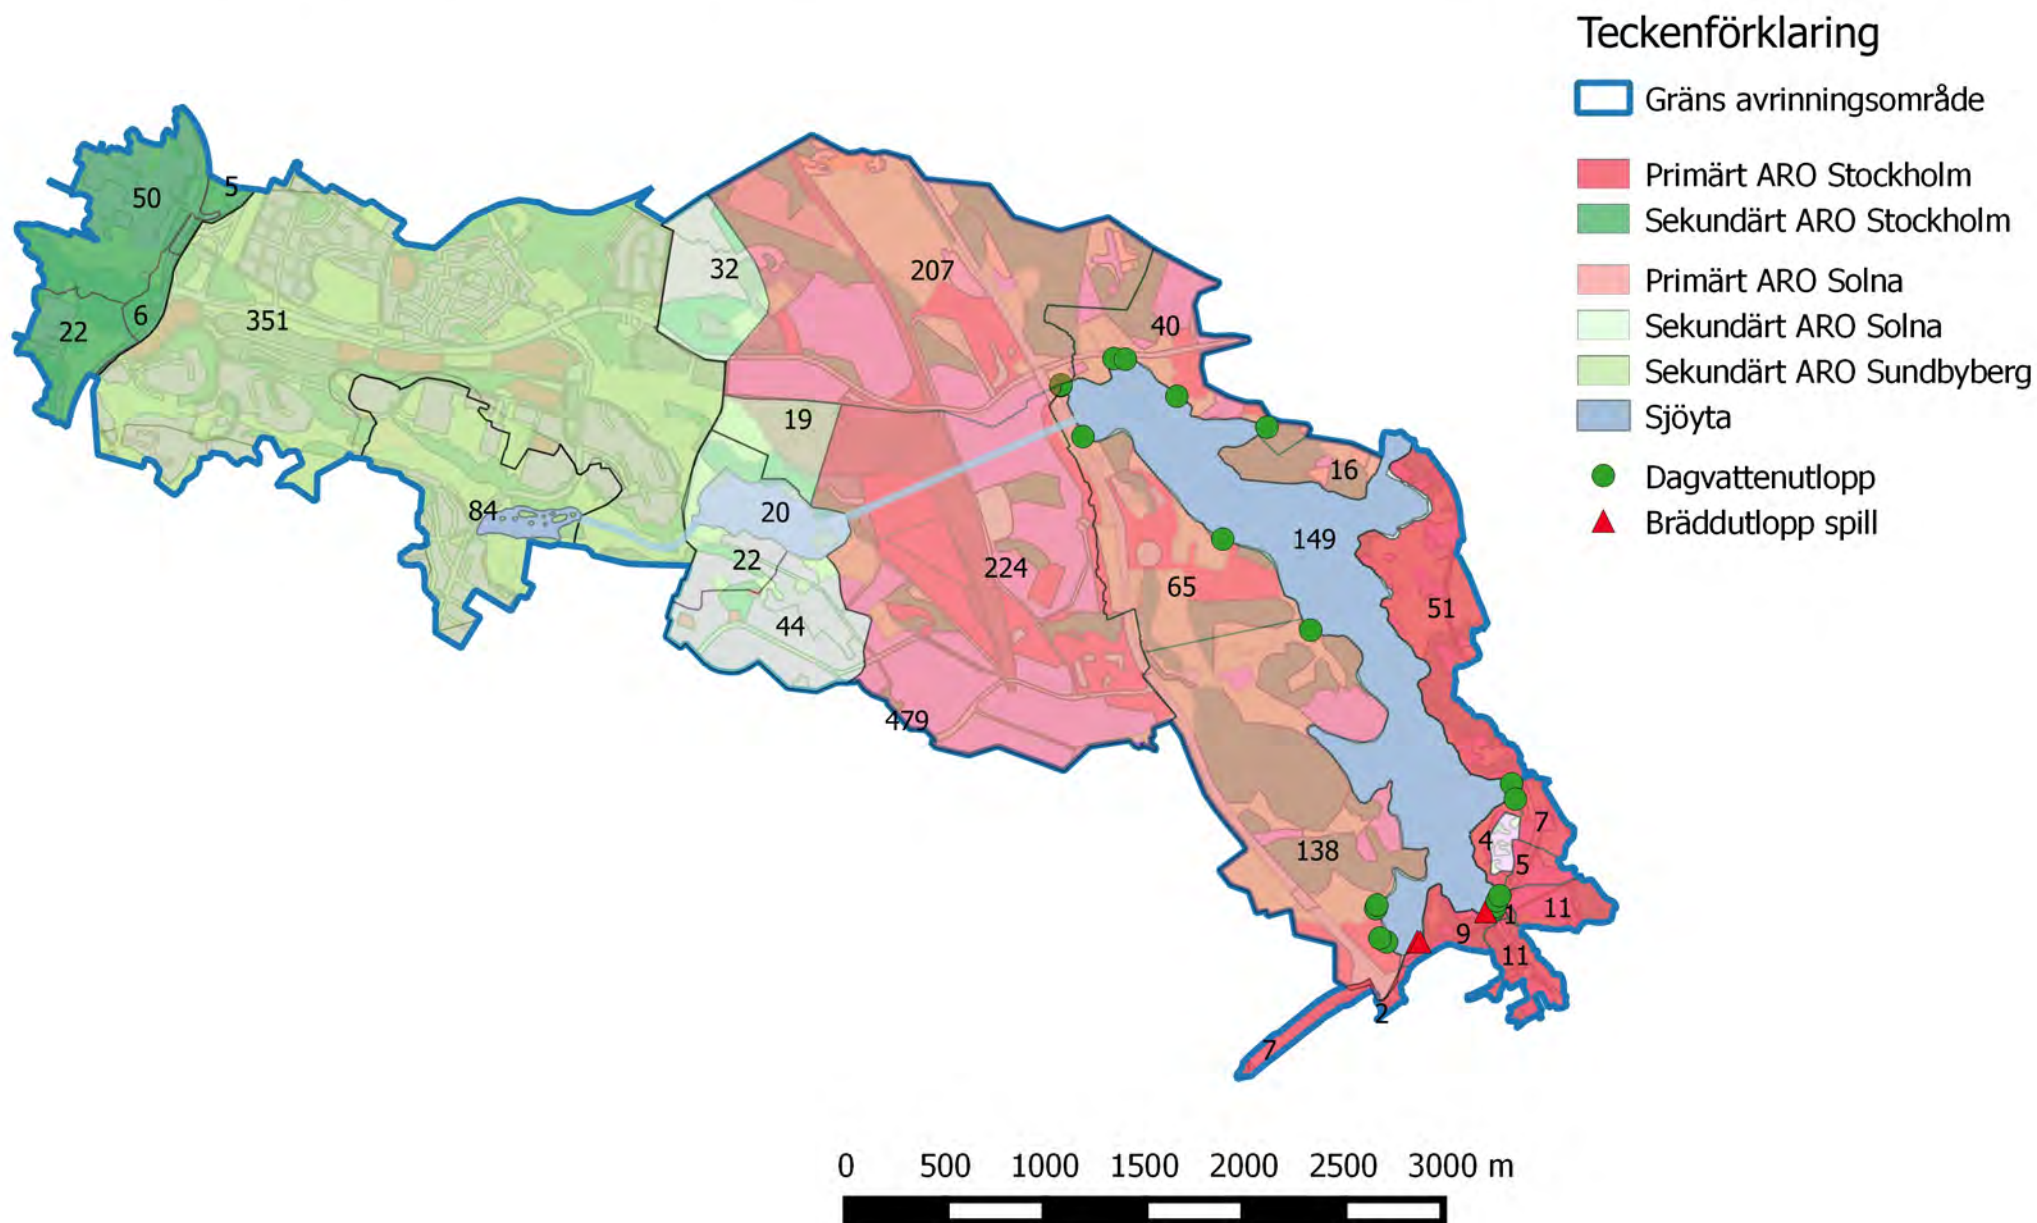 Teckenförklaring
Gräns avrinningsområde
Primärt ARO Stockholm
Sekundärt ARO Stockholm
Primärt ARO Solna
Sekundärt ARO Solna
Sekundärt ARO Sundbyberg
Sjöyta
Dagvattenutlopp
Bräddutlopp spill
50
5
32
207
6
351
22
40
19
16
84
20
149
22
224
65
51
44
479
7
4
138
5
1
11
9
11
2
7
0 500 1000 1500 2000 2500 3000 m